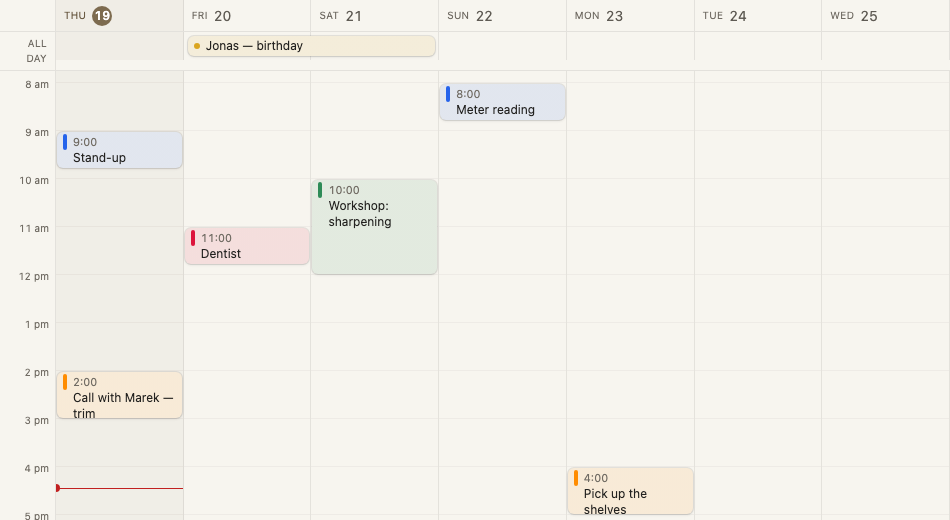 THU 19
FRI 20
SAT 21
SUN 22
MON 23
TUE 24
WED 25
ALL
DAY
Jonas — birthday
8 am
8:00
Meter reading
9 am
9:00
Stand-up
10 am
10:00
Workshop:
sharpening
11 am
11:00
Dentist
12 pm
1 pm
2 pm
2:00
Call with Marek —
trim
3 pm
4 pm
4:00
Pick up the
shelves
5 pm